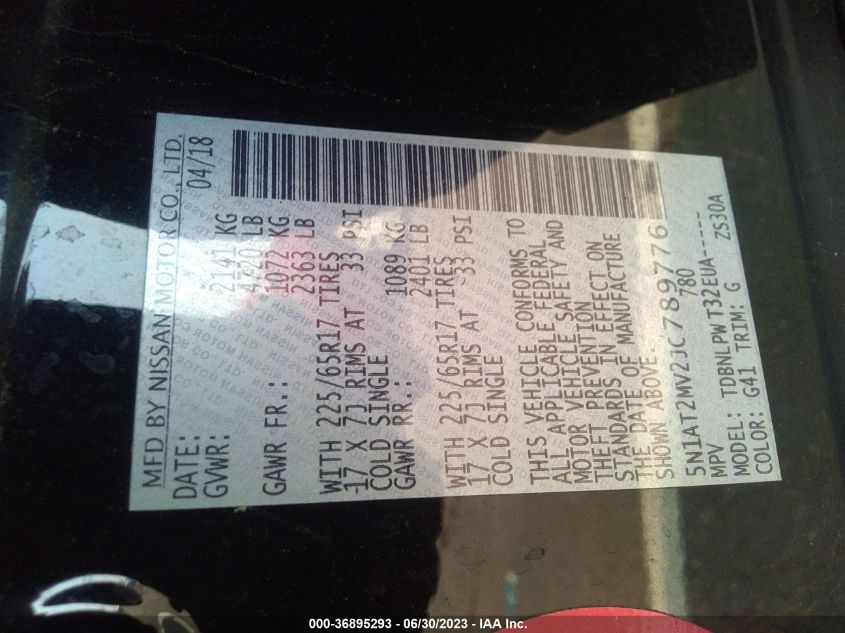 MFD BY NISSAN MOTOR CO., LTD.
DATE: 04/18
GVWR: 2141 KG
4720 LB
GAWR FR.: 1072 KG
2363 LB
WITH 225/65R17 TIRES
17 X 7J RIMS AT 33 PSI
COLD SINGLE
GAWR RR.: 1089 KG
2401 LB
WITH 225/65R17 TIRES
17 X 7J RIMS AT 33 PSI
COLD SINGLE
THIS VEHICLE CONFORMS TO
ALL APPLICABLE FEDERAL
MOTOR VEHICLE SAFETY AND
THEFT PREVENTION
STANDARDS IN EFFECT ON
THE DATE OF MANUFACTURE
SHOWN ABOVE.
5N1AT2MV2JC789776
MPV 780
MODEL: TDBNLPWT32EUA-----
COLOR: G41 TRIM: G ZS30A
000-36895293 - 06/30/2023 - IAA Inc.